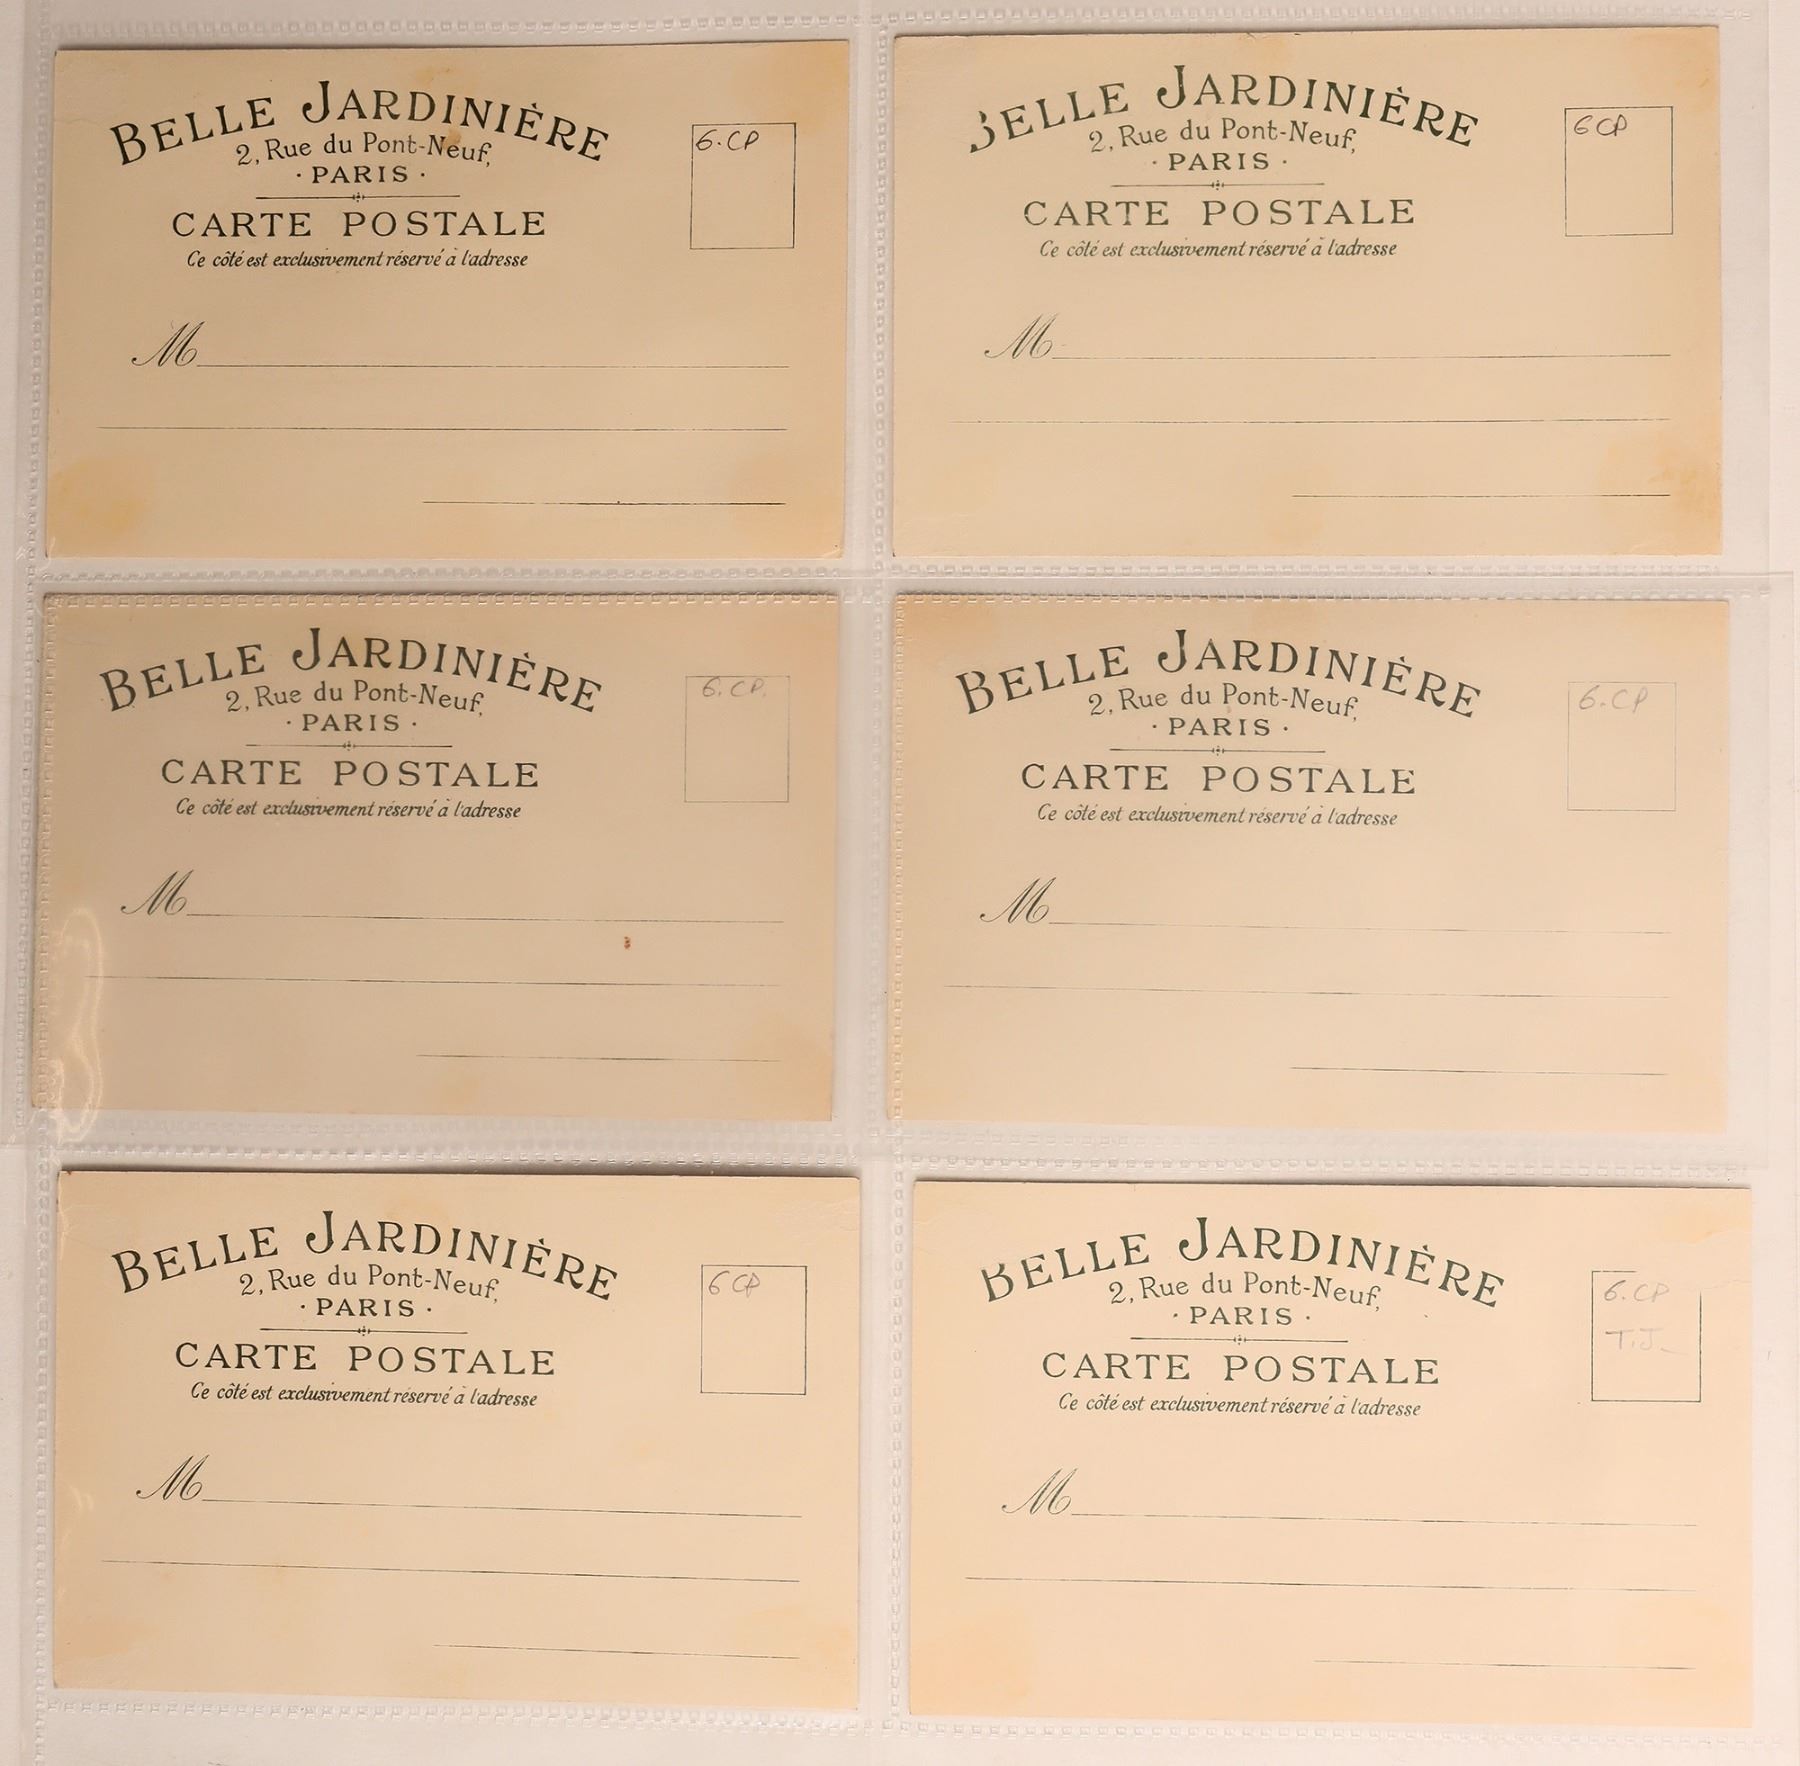 BELLE JARDINIÈRE
2, Rue du Pont-Neuf,
· PARIS ·
CARTE POSTALE
Ce côté est exclusivement réservé à l'adresse
6.CP
M
BELLE JARDINIÈRE
2, Rue du Pont-Neuf,
· PARIS ·
CARTE POSTALE
Ce côté est exclusivement réservé à l'adresse
6 CP
M
BELLE JARDINIÈRE
2, Rue du Pont-Neuf,
· PARIS ·
CARTE POSTALE
Ce côté est exclusivement réservé à l'adresse
6.CP.
M
BELLE JARDINIÈRE
2, Rue du Pont-Neuf,
· PARIS ·
CARTE POSTALE
Ce côté est exclusivement réservé à l'adresse
6.CP
M
BELLE JARDINIÈRE
2, Rue du Pont-Neuf,
· PARIS ·
CARTE POSTALE
Ce côté est exclusivement réservé à l'adresse
6 CP
M
BELLE JARDINIÈRE
2, Rue du Pont-Neuf,
· PARIS ·
CARTE POSTALE
Ce côté est exclusivement réservé à l'adresse
6.CP
T.J_
M